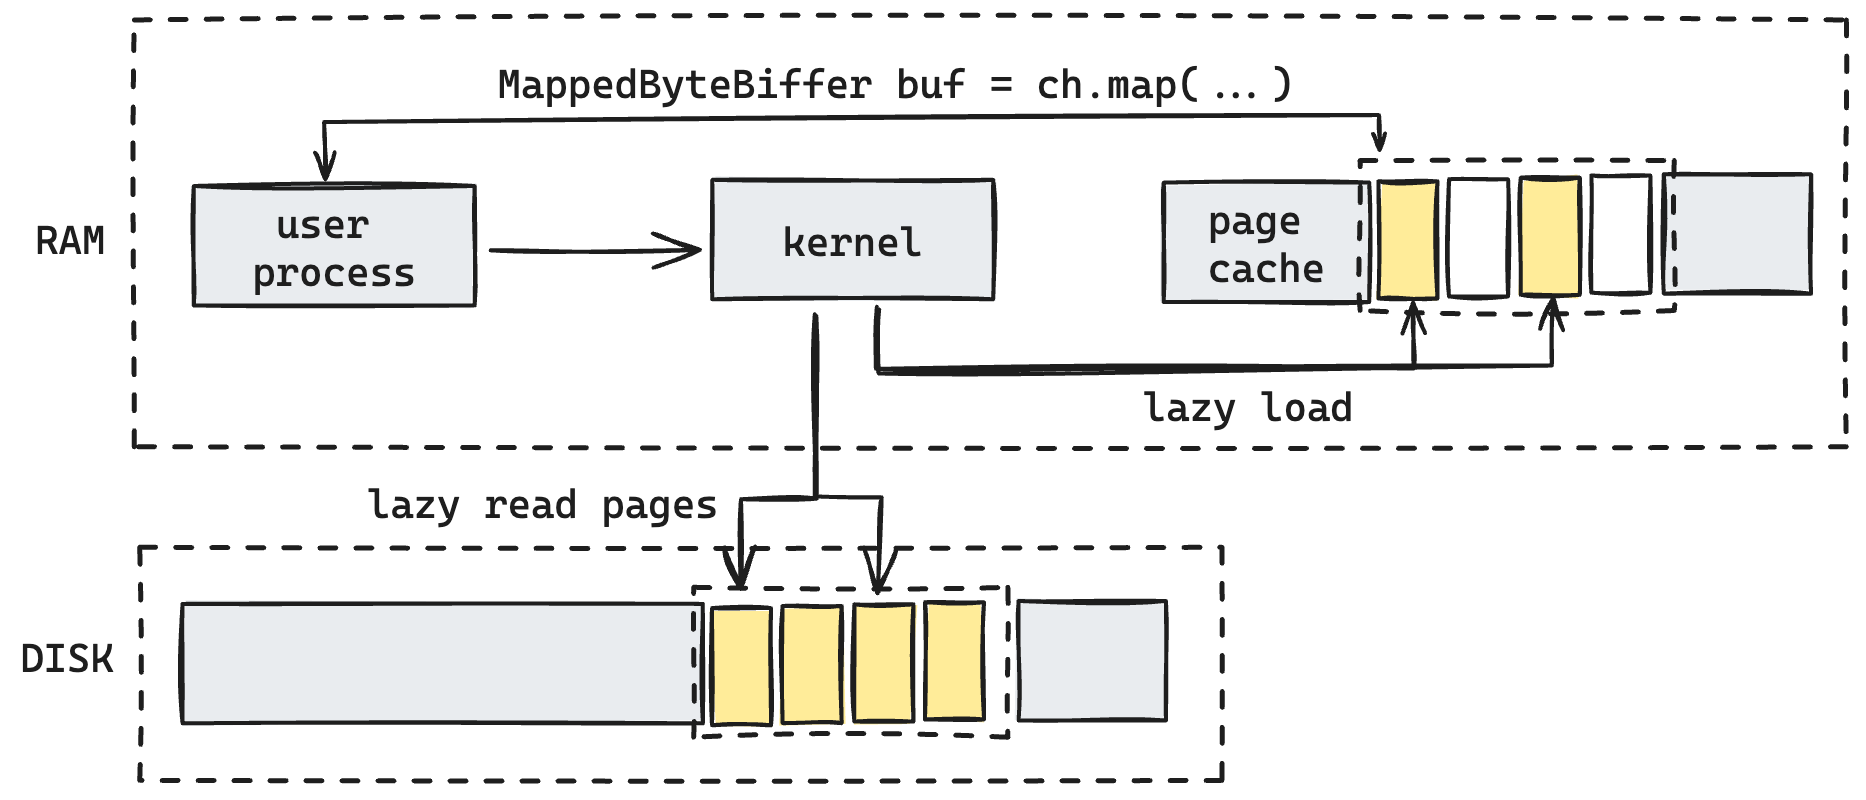 MappedByteBiffer buf = ch.map(...)
RAM
user
process
kernel
page
cache
lazy load
lazy read pages
DISK